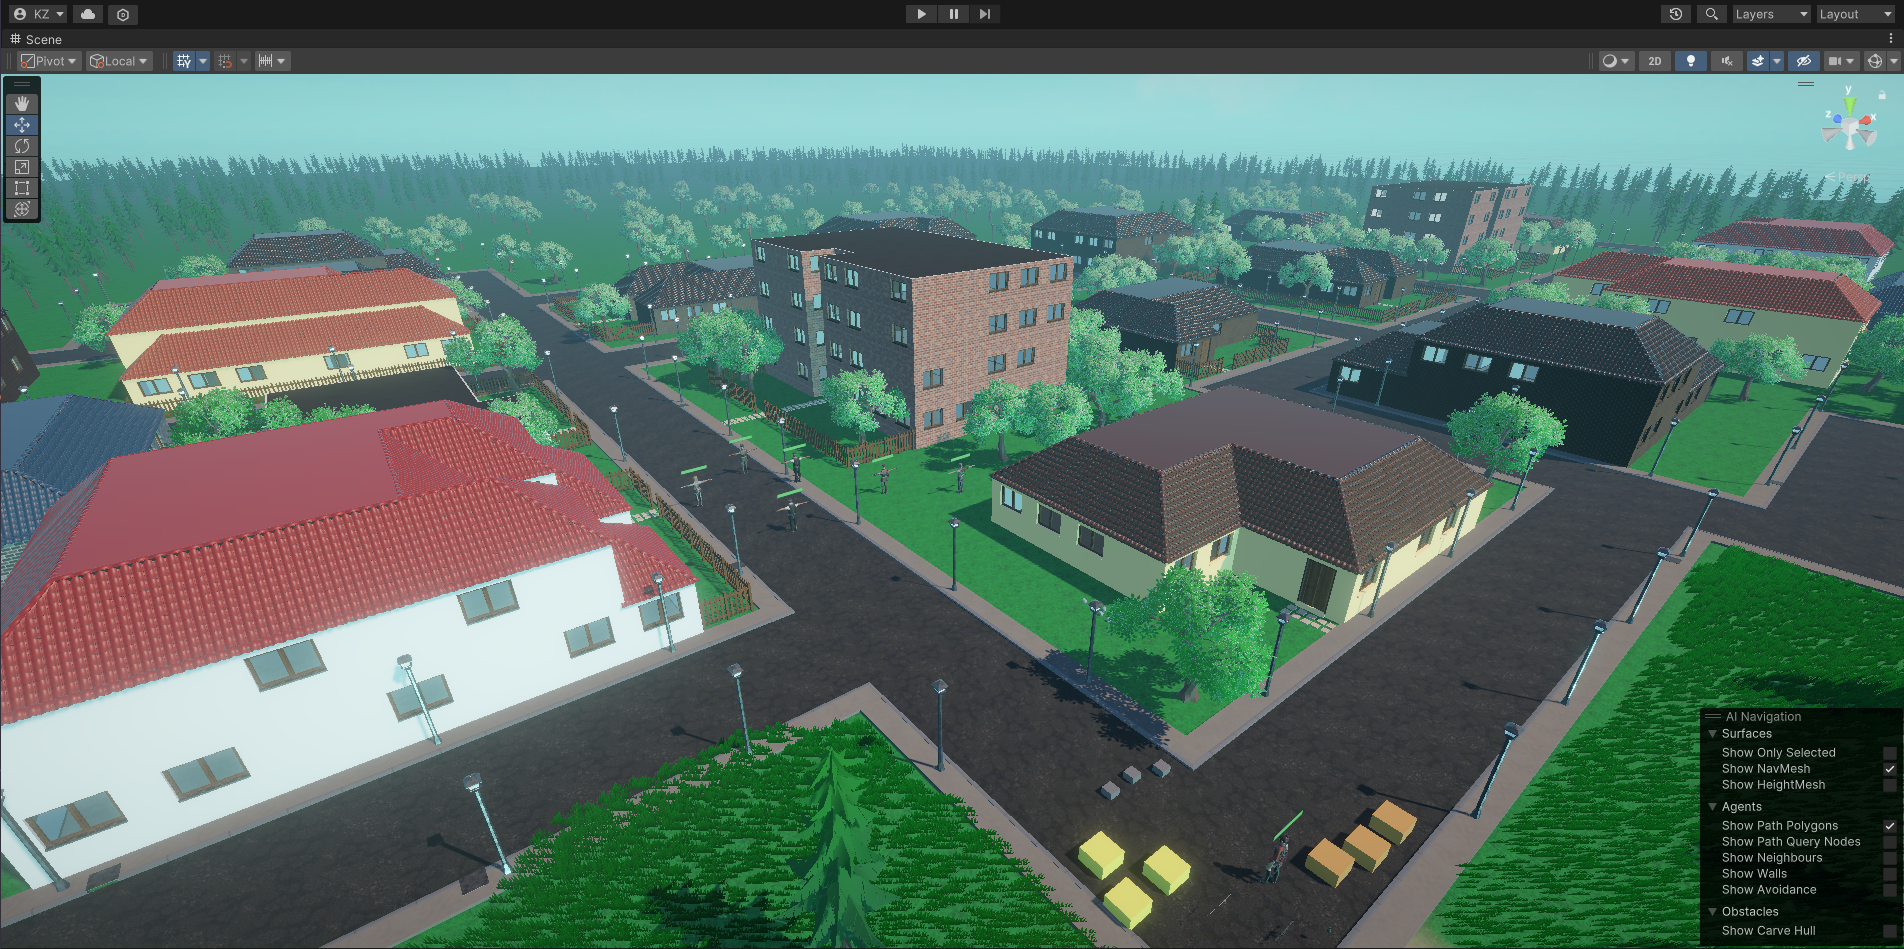 KZ
Layers
Layout
Scene
Pivot
Local
2D
y
z
x
Persp
AI Navigation
Surfaces
Show Only Selected
Show NavMesh
Show HeightMesh
Agents
Show Path Polygons
Show Path Query Nodes
Show Neighbours
Show Walls
Show Avoidance
Obstacles
Show Carve Hull